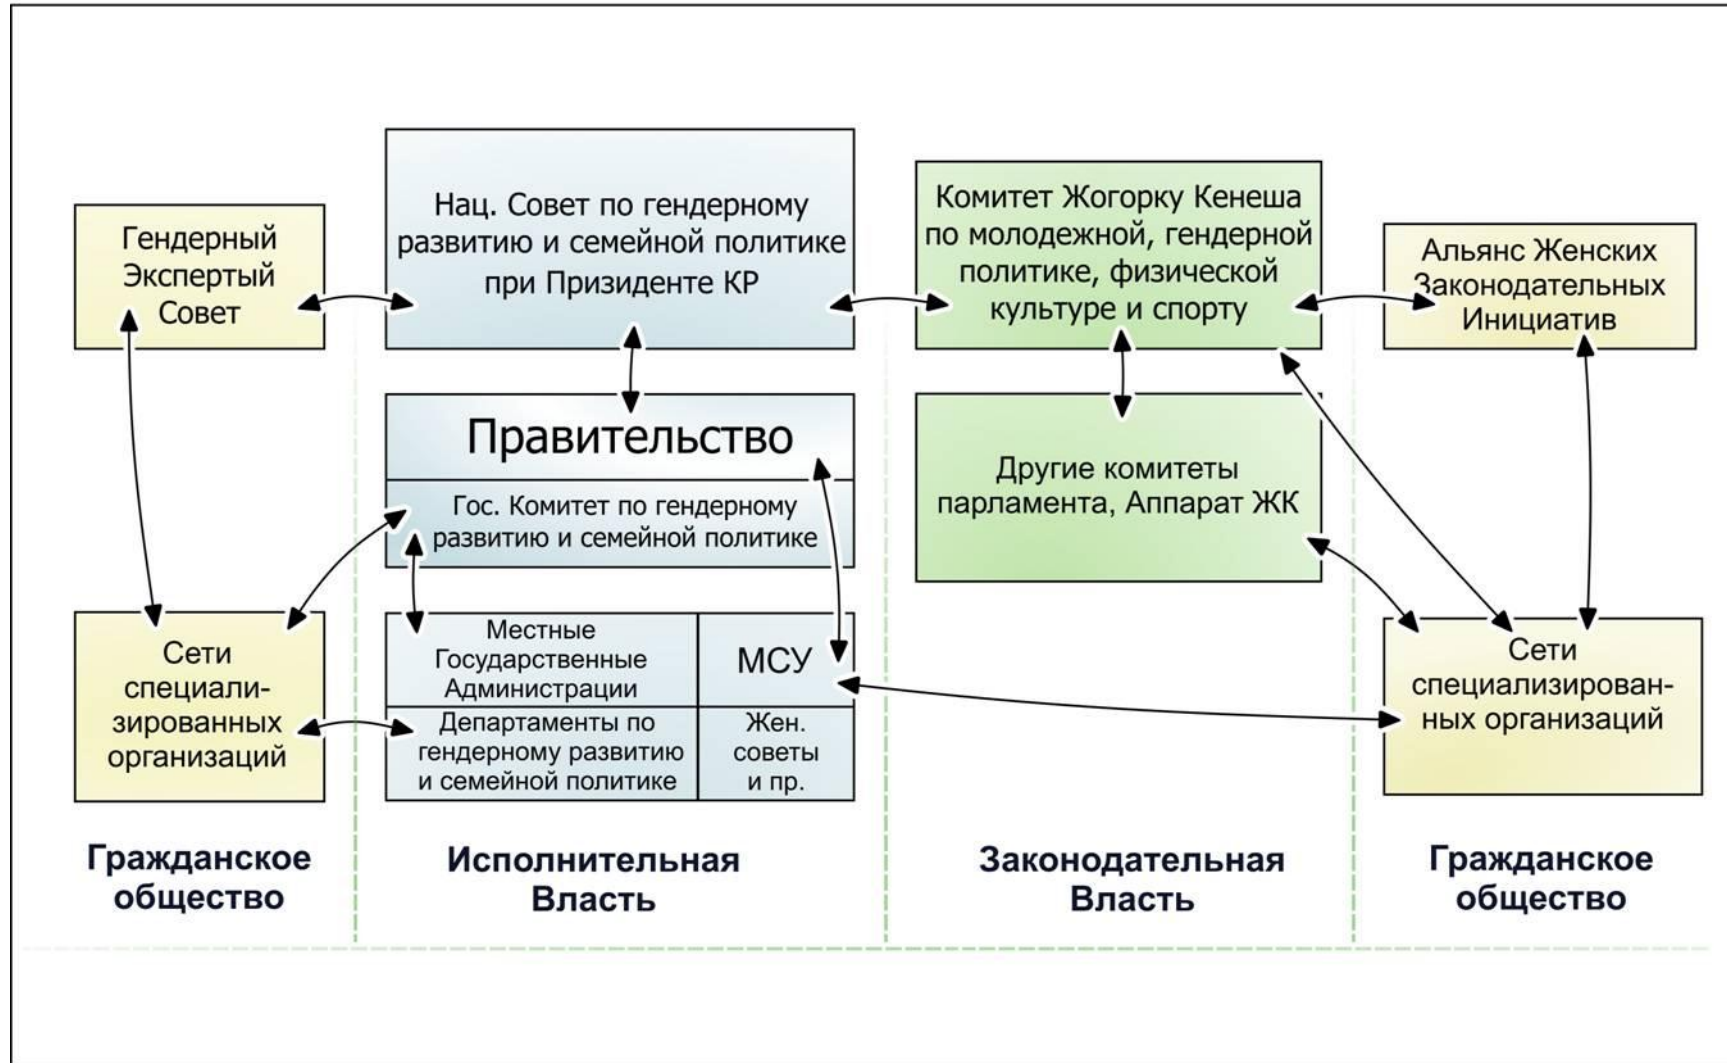 Гендерный
Экспертый
Совет
Нац. Совет по гендерному
развитию и семейной политике
при Призиденте КР
Комитет Жогорку Кенеша
по молодежной, гендерной
политике, физической
культуре и спорту
Альянс Женских
Законодательных
Инициатив
Правительство
Гос. Комитет по гендерному
развитию и семейной политике
Другие комитеты
парламента, Аппарат ЖК
Сети
специали-
зированных
организаций
Местные
Государственные
Администрации
МСУ
Департаменты по
гендерному развитию
и семейной политике
Жен.
советы
и пр.
Сети
специализирован-
ных организаций
Гражданское
общество
Исполнительная
Власть
Законодательная
Власть
Гражданское
общество